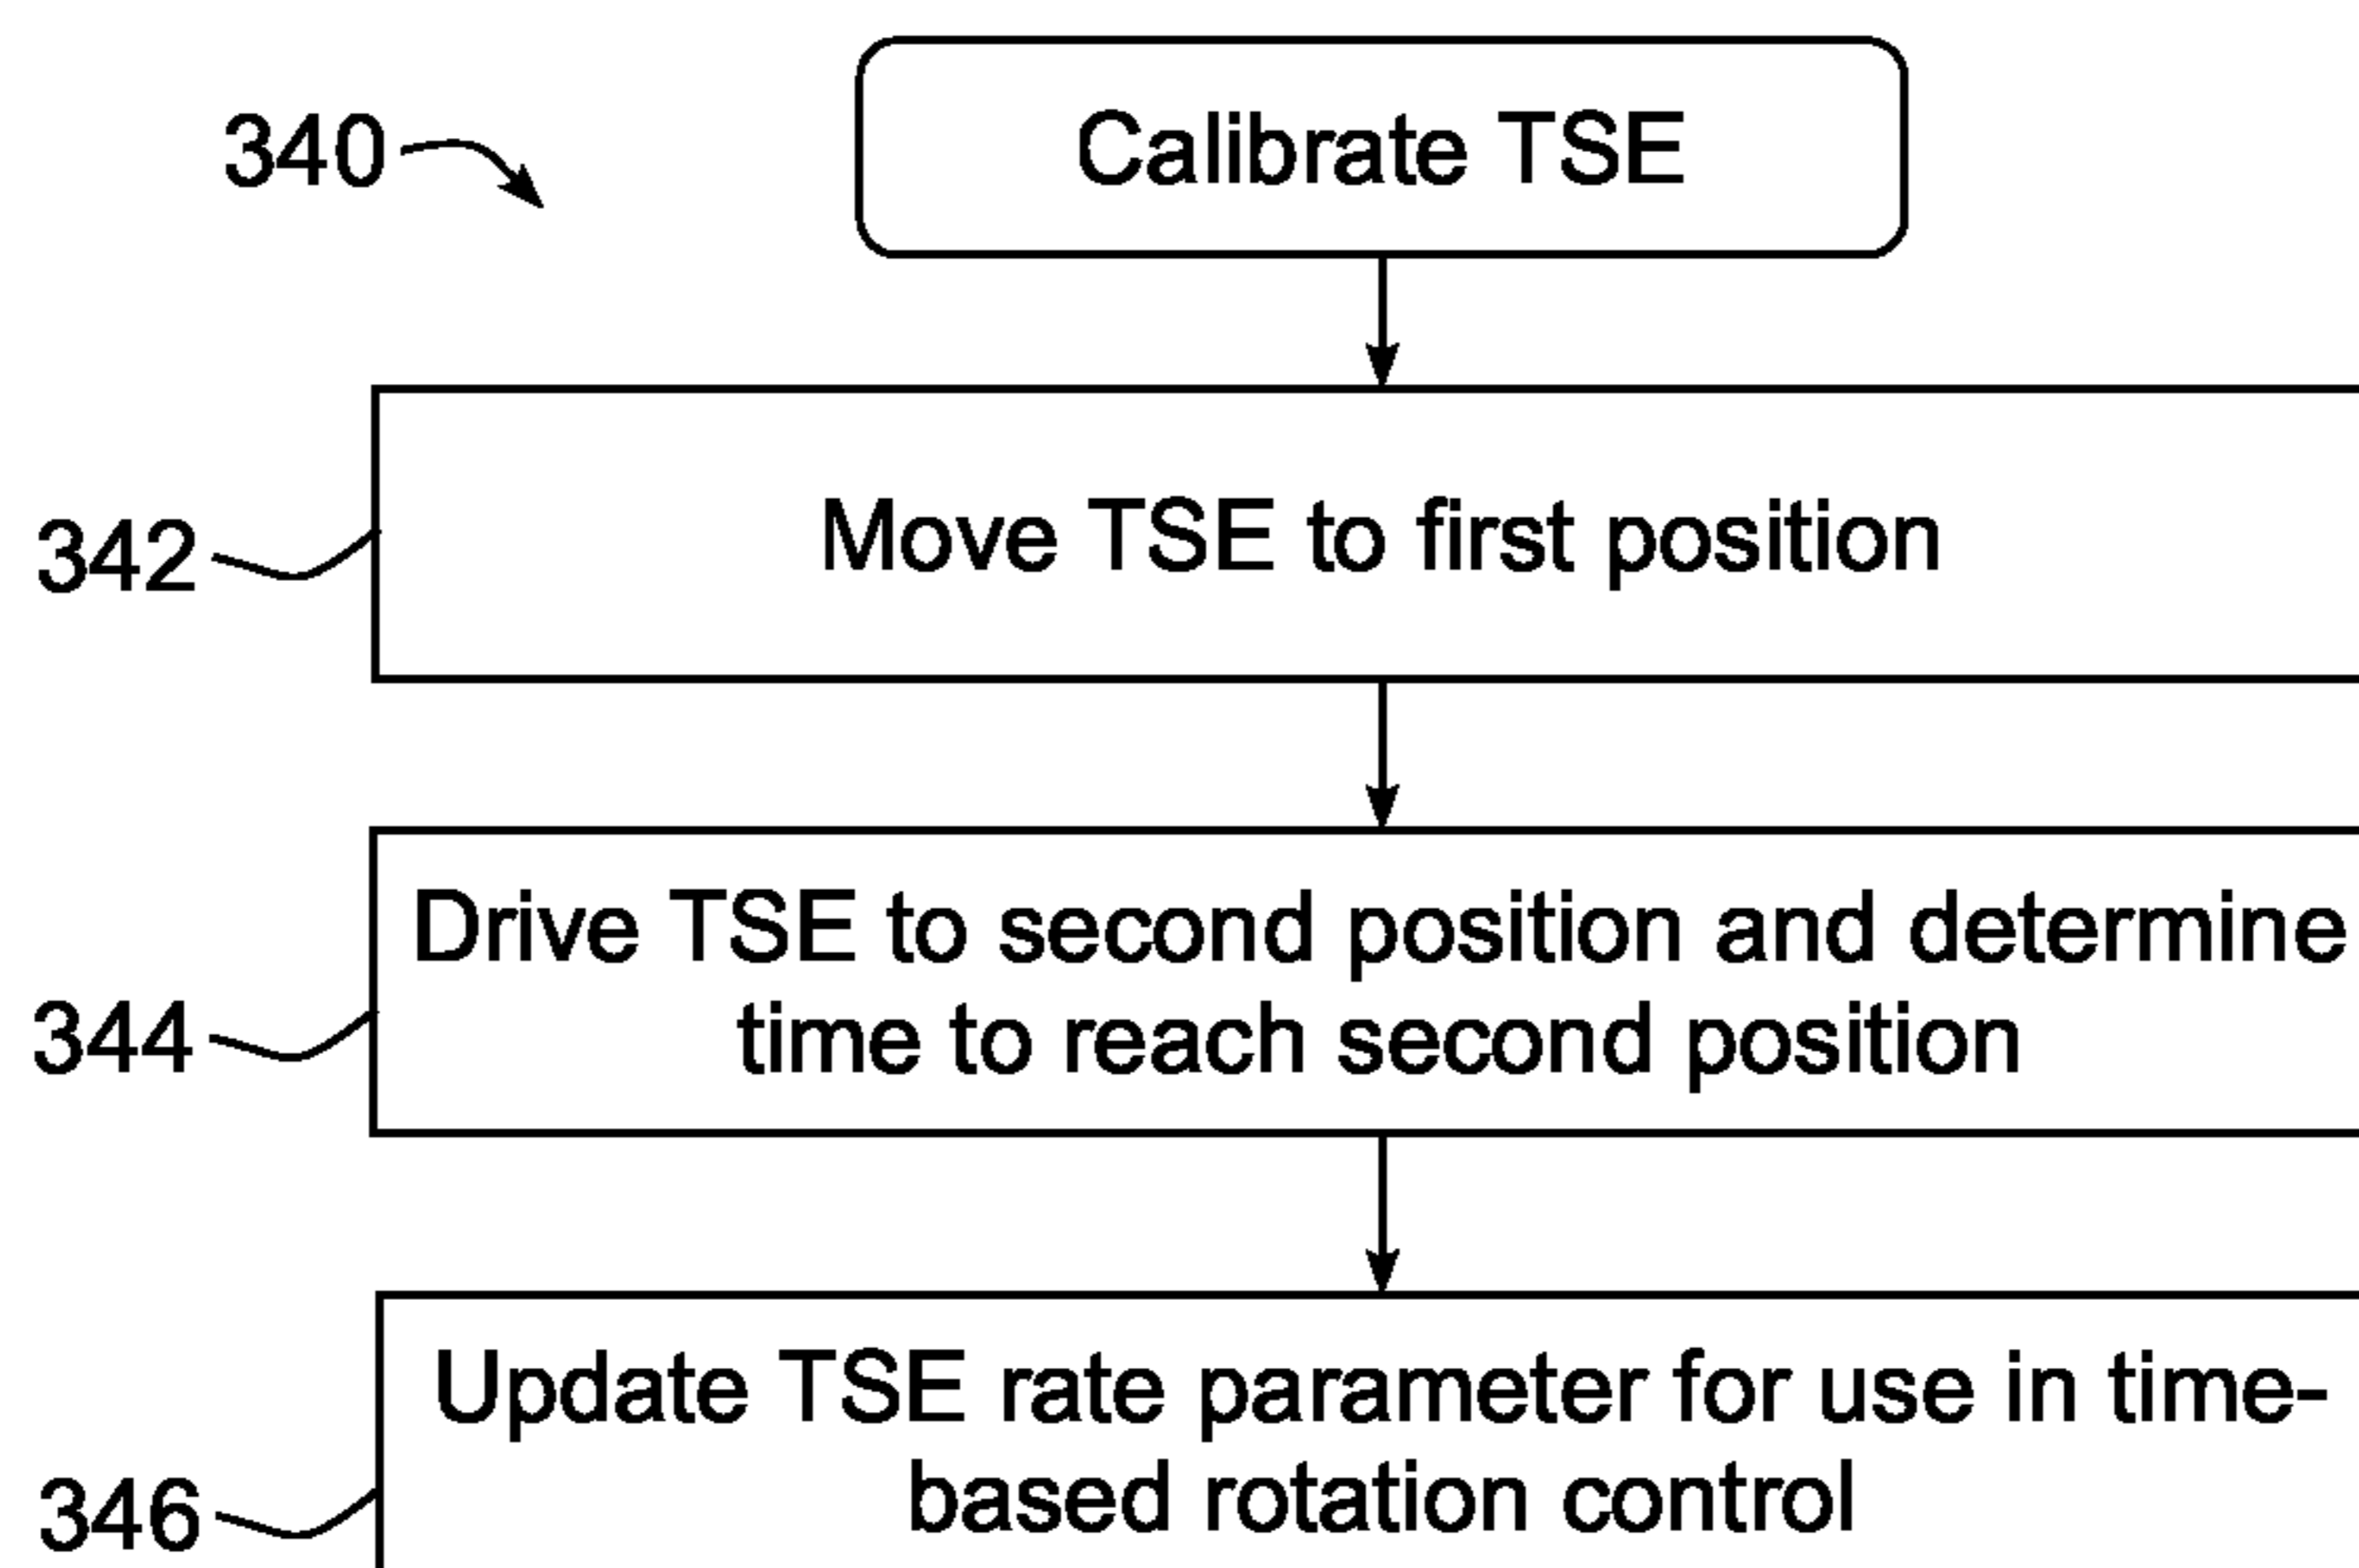 340
Calibrate TSE
342
Move TSE to first position
344
Drive TSE to second position and determine
time to reach second position
346
Update TSE rate parameter for use in time-
based rotation control